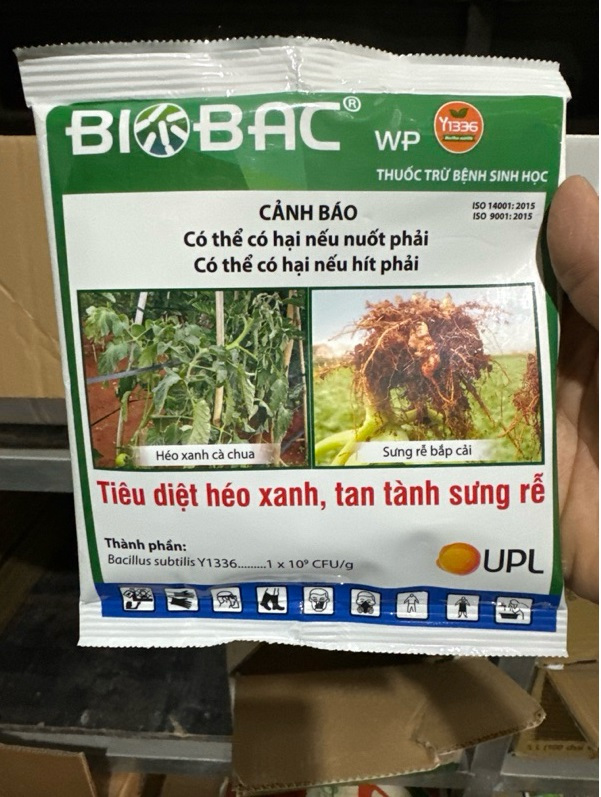 BIOBAC® WP
Y1336
THUỐC TRỪ BỆNH SINH HỌC
ISO 14001: 2015
ISO 9001: 2015
CẢNH BÁO
Có thể có hại nếu nuốt phải
Có thể có hại nếu hít phải
Héo xanh cà chua
Sưng rễ bắp cải
Tiêu diệt héo xanh, tan tành sưng rễ
Thành phần:
Bacillus subtilis Y1336.........1 x 10⁹ CFU/g
UPL